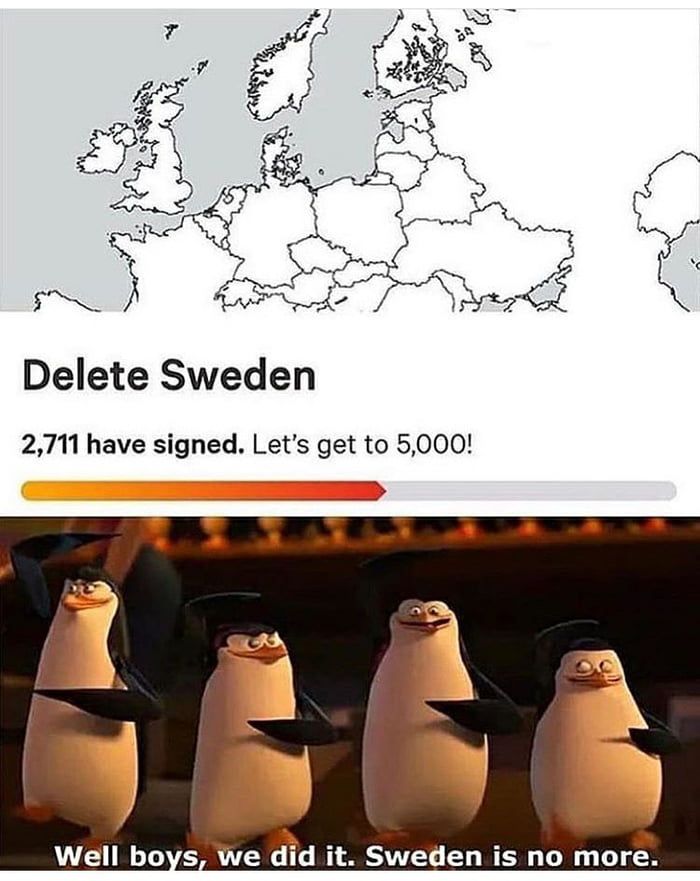 Delete Sweden
2,711 have signed. Let's get to 5,000!
Well boys, we did it. Sweden is no more.